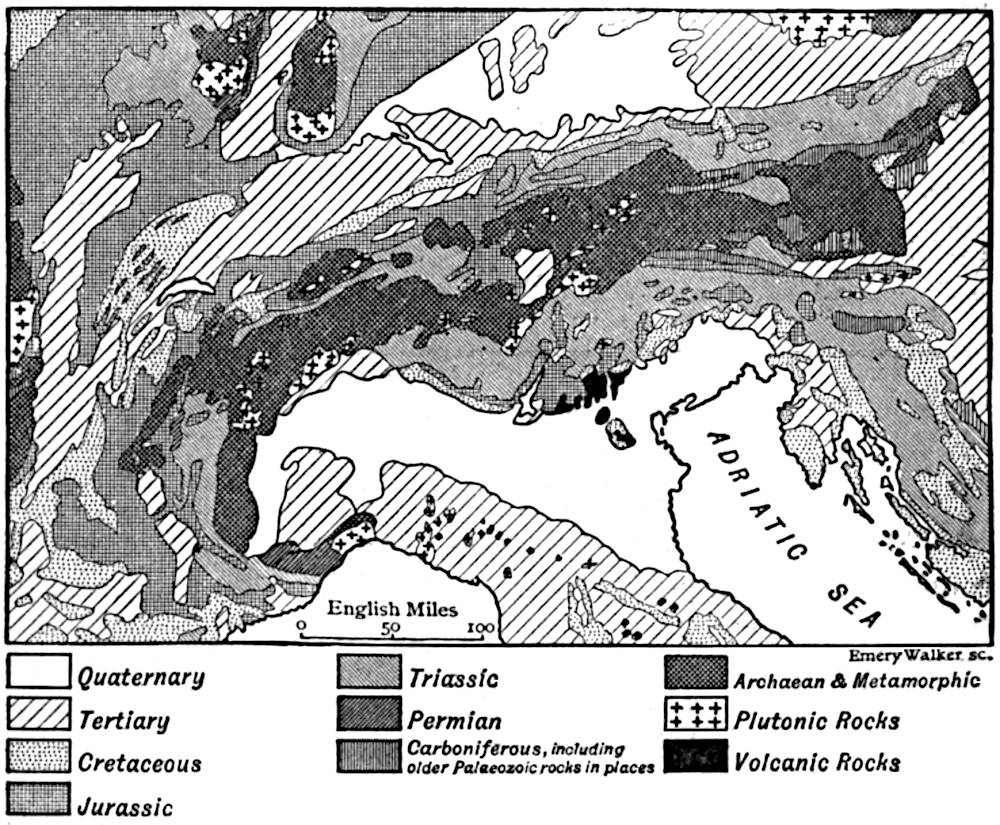 ADRIATIC SEA
English Miles
0 50 100
Emery Walker sc.
Quaternary
Tertiary
Cretaceous
Jurassic
Triassic
Permian
Carboniferous, including
older Palaeozoic rocks in places
Archaean & Metamorphic
Plutonic Rocks
Volcanic Rocks